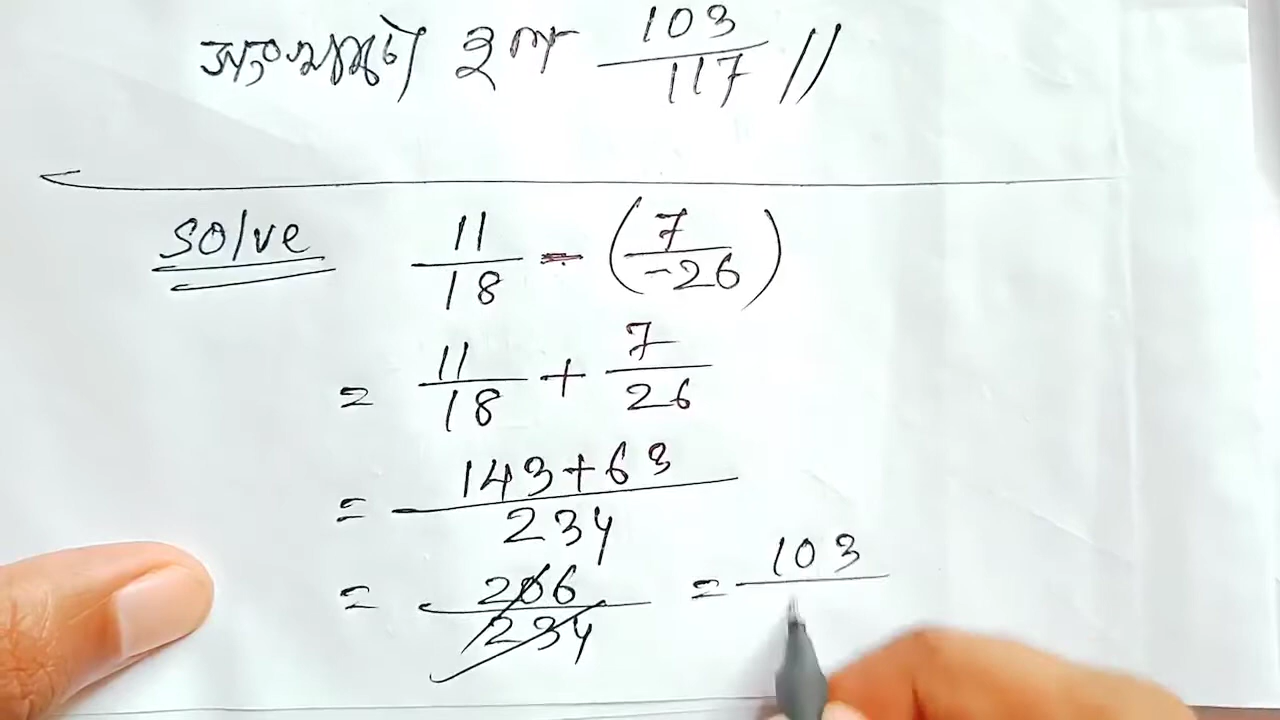 হ'ল 103/117 //
Solve 11/18 - (7/-26)
= 11/18 + 7/26
= 143+63/234
= 206/234 = 103/